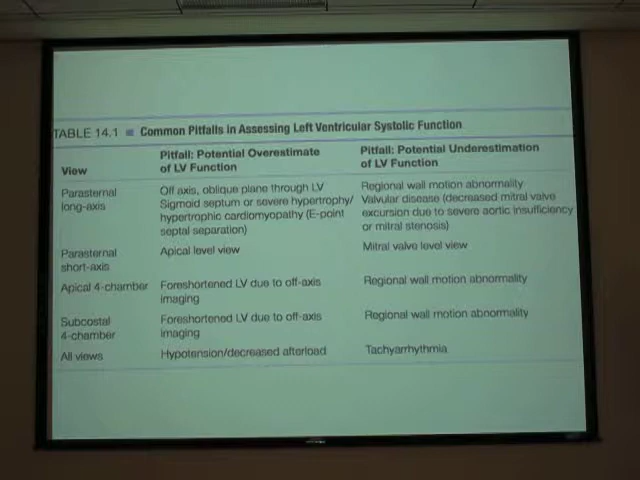 TABLE 14.1 ■ Common Pitfalls in Assessing Left Ventricular Systolic Function
View
Pitfall: Potential Overestimate
of LV Function
Pitfall: Potential Underestimation
of LV Function
Parasternal
long-axis
Off axis, oblique plane through LV
Sigmoid septum or severe hypertrophy/
hypertrophic cardiomyopathy (E-point
septal separation)
Regional wall motion abnormality
Valvular disease (decreased mitral valve
excursion due to severe aortic insufficiency
or mitral stenosis)
Parasternal
short-axis
Apical level view
Mitral valve level view
Apical 4-chamber
Foreshortened LV due to off-axis
imaging
Regional wall motion abnormality
Subcostal
4-chamber
Foreshortened LV due to off-axis
imaging
Regional wall motion abnormality
All views
Hypotension/decreased afterload
Tachyarrhythmia